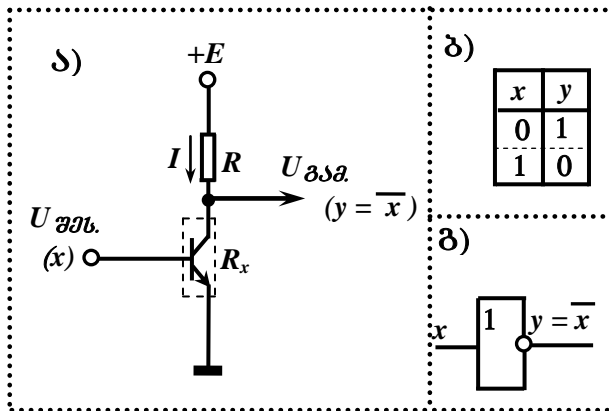 ა)
+E
I
R
U გამ.
(y = x̅)
U შეს.
(x)
Rₓ
ბ)
x y
0 1
1 0
გ)
x
1
y = x̅